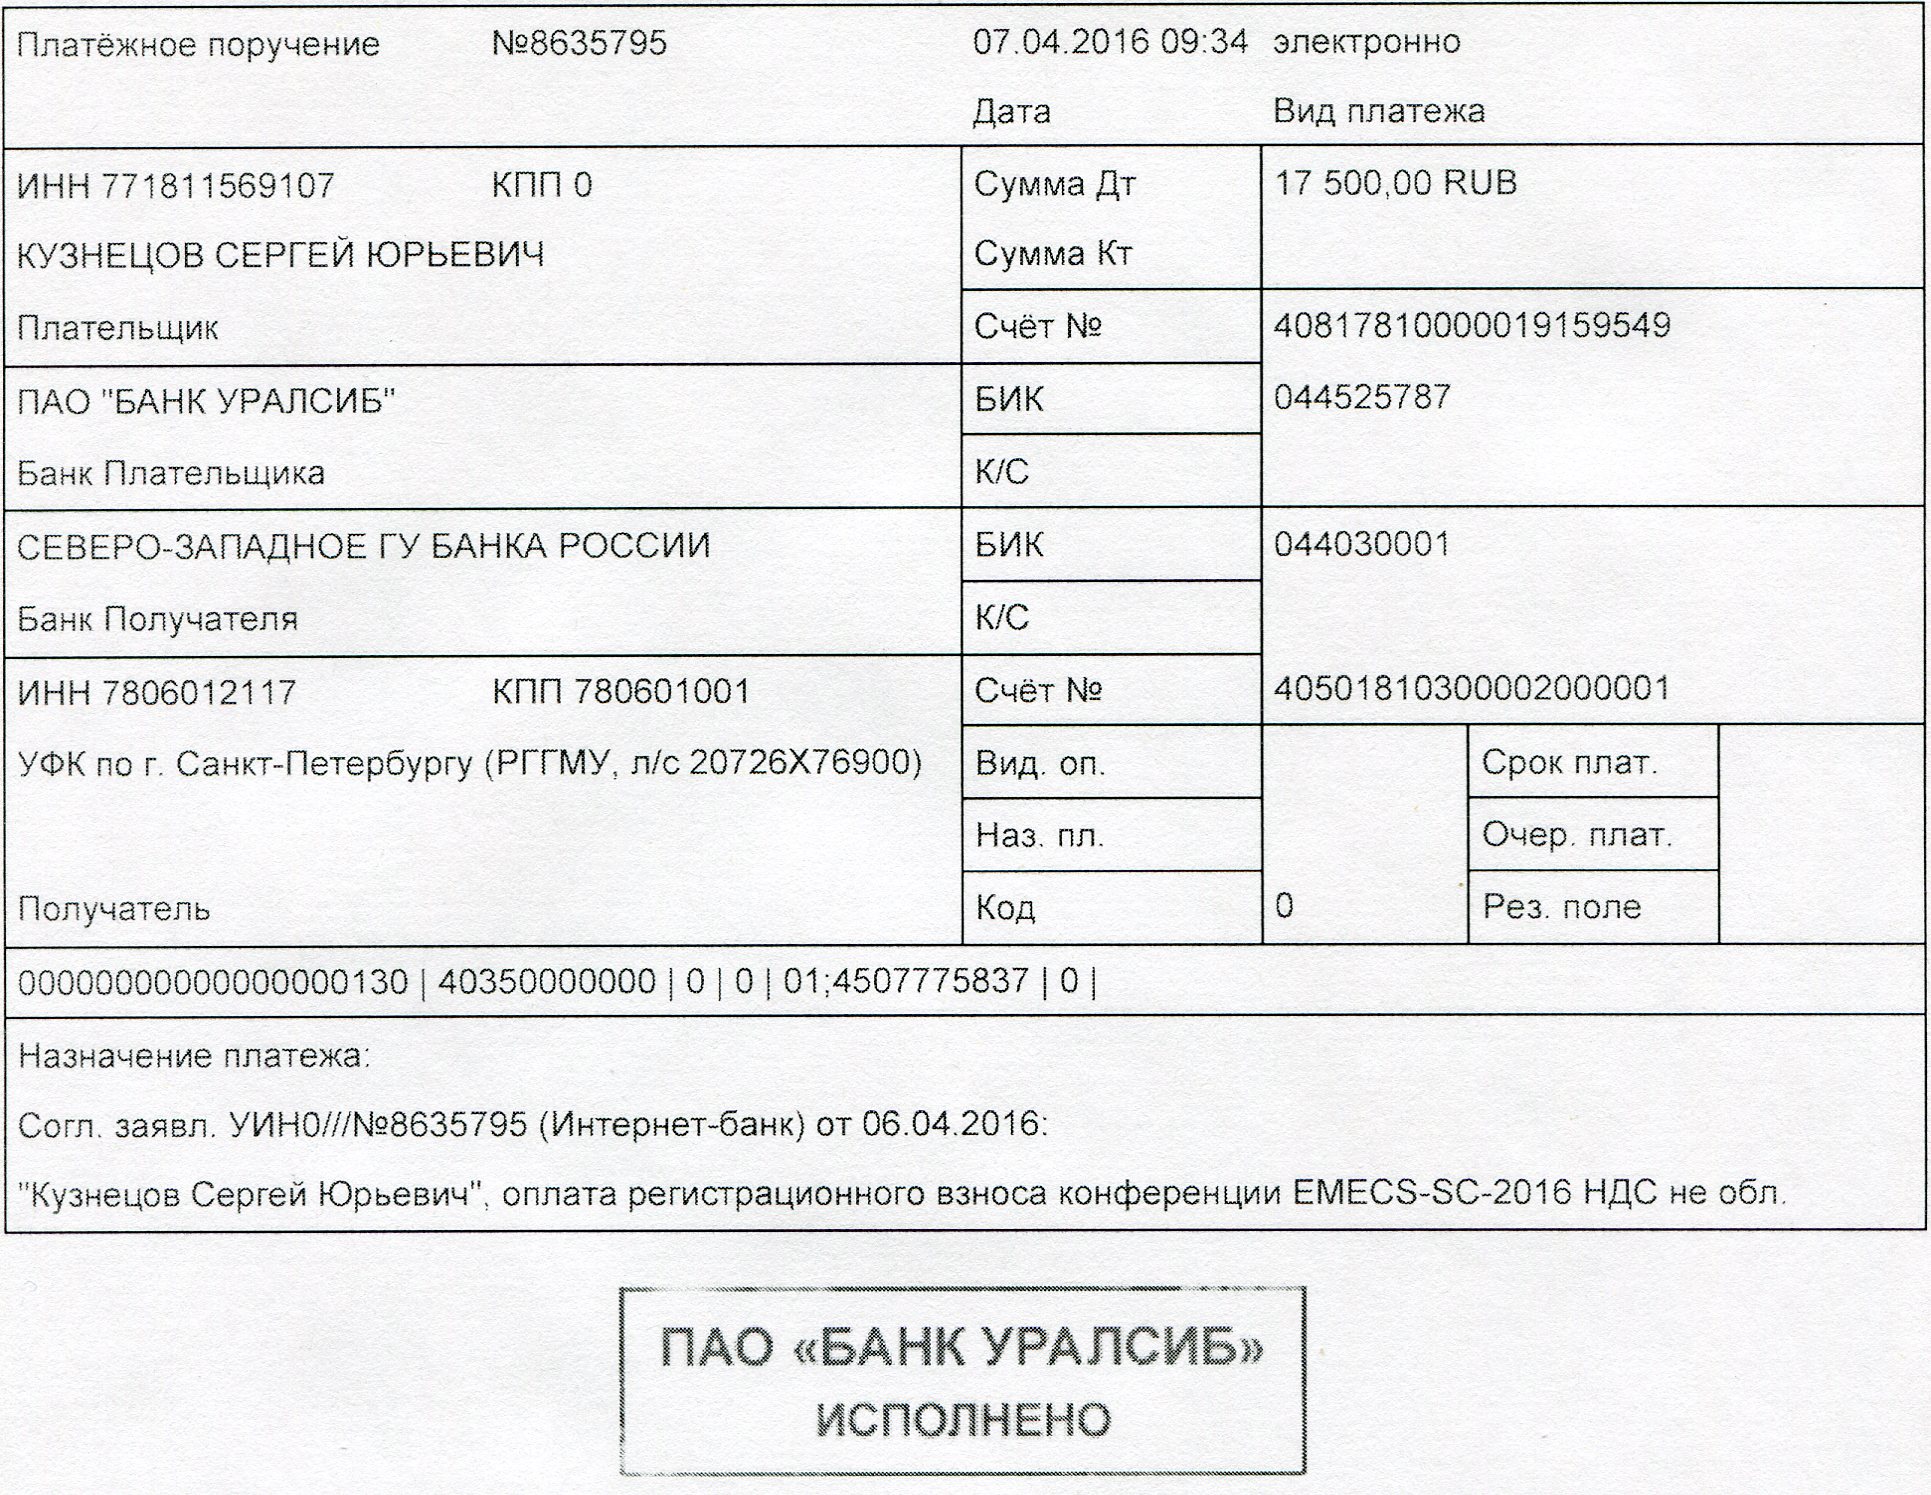 Платёжное поручение №8635795 07.04.2016 09:34 электронно
Дата Вид платежа
ИНН 771811569107 КПП 0 Сумма Дт 17 500,00 RUB
КУЗНЕЦОВ СЕРГЕЙ ЮРЬЕВИЧ Сумма Кт
Плательщик Счёт № 40817810000019159549
ПАО "БАНК УРАЛСИБ" БИК 044525787
Банк Плательщика К/С
СЕВЕРО-ЗАПАДНОЕ ГУ БАНКА РОССИИ БИК 044030001
Банк Получателя К/С
ИНН 7806012117 КПП 780601001 Счёт № 40501810300002000001
УФК по г. Санкт-Петербургу (РГГМУ, л/с 20726Х76900) Вид. оп. Срок плат.
Наз. пл. Очер. плат.
Получатель Код 0 Рез. поле
00000000000000000130 | 40350000000 | 0 | 0 | 01;4507775837 | 0 |
Назначение платежа:
Согл. заявл. УИН0///№8635795 (Интернет-банк) от 06.04.2016:
"Кузнецов Сергей Юрьевич", оплата регистрационного взноса конференции EMECS-SC-2016 НДС не обл.
ПАО «БАНК УРАЛСИБ»
ИСПОЛНЕНО